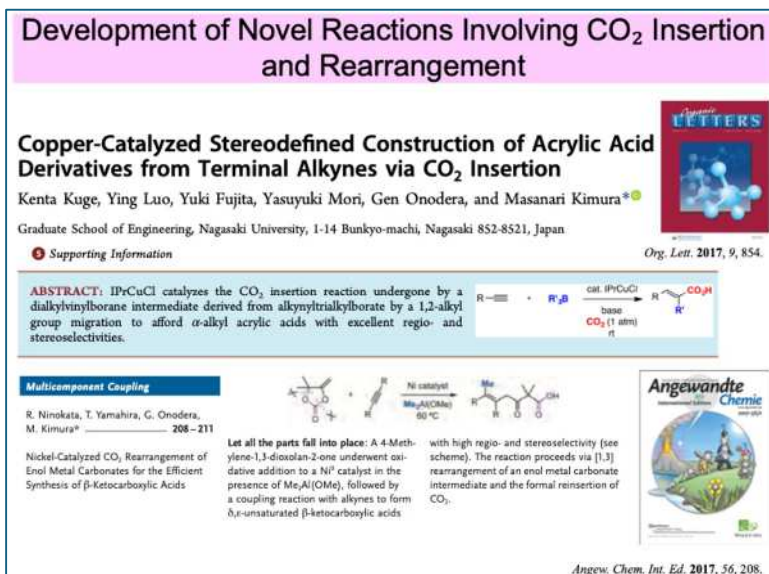 Development of Novel Reactions Involving CO₂ Insertion
and Rearrangement
Organic
LETTERS
Copper-Catalyzed Stereodefined Construction of Acrylic Acid
Derivatives from Terminal Alkynes via CO₂ Insertion
Kenta Kuge, Ying Luo, Yuki Fujita, Yasuyuki Mori, Gen Onodera, and Masanari Kimura*
Graduate School of Engineering, Nagasaki University, 1-14 Bunkyo-machi, Nagasaki 852-8521, Japan
S Supporting Information
Org. Lett. 2017, 9, 854.
ABSTRACT: IPrCuCl catalyzes the CO₂ insertion reaction undergone by a
dialkylvinylborane intermediate derived from alkynyltrialkylborate by a 1,2-alkyl
group migration to afford α-alkyl acrylic acids with excellent regio- and
stereoselectivities.
R
+
R'₃B
cat. IPrCuCl
base
CO₂ (1 atm)
rt
R
CO₂H
R'
Multicomponent Coupling
R. Ninokata, T. Yamahira, G. Onodera,
M. Kimura* 208–211
Nickel-Catalyzed CO₂ Rearrangement of
Enol Metal Carbonates for the Efficient
Synthesis of β-Ketocarboxylic Acids
O
O
O
+
R
R
Ni catalyst
Me₂Al(OMe)
60 ºC
Me
R
R
O
O
OH
Let all the parts fall into place: A 4-Meth-
ylene-1,3-dioxolan-2-one underwent oxi-
dative addition to a Ni⁰ catalyst in the
presence of Me₂Al(OMe), followed by
a coupling reaction with alkynes to form
δ,ε-unsaturated β-ketocarboxylic acids
with high regio- and stereoselectivity (see
scheme). The reaction proceeds via [1,3]
rearrangement of an enol metal carbonate
intermediate and the formal reinsertion of
CO₂.
Angewandte
International Edition
Chemie
Angew. Chem. Int. Ed. 2017, 56, 208.